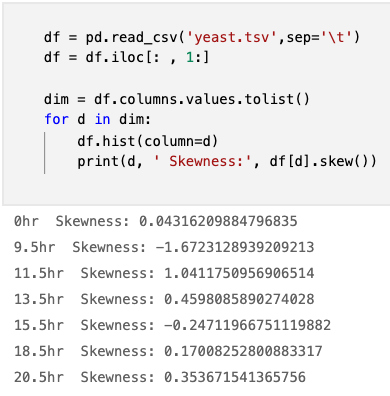 df = pd.read_csv('yeast.tsv',sep='\t')
df = df.iloc[: , 1:]
dim = df.columns.values.tolist()
for d in dim:
df.hist(column=d)
print(d, ' Skewness:', df[d].skew())
0hr  Skewness: 0.04316209884796835
9.5hr  Skewness: -1.6723128939209213
11.5hr  Skewness: 1.0411750956906514
13.5hr  Skewness: 0.4598085890274028
15.5hr  Skewness: -0.24711966751119882
18.5hr  Skewness: 0.17008252800883317
20.5hr  Skewness: 0.353671541365756